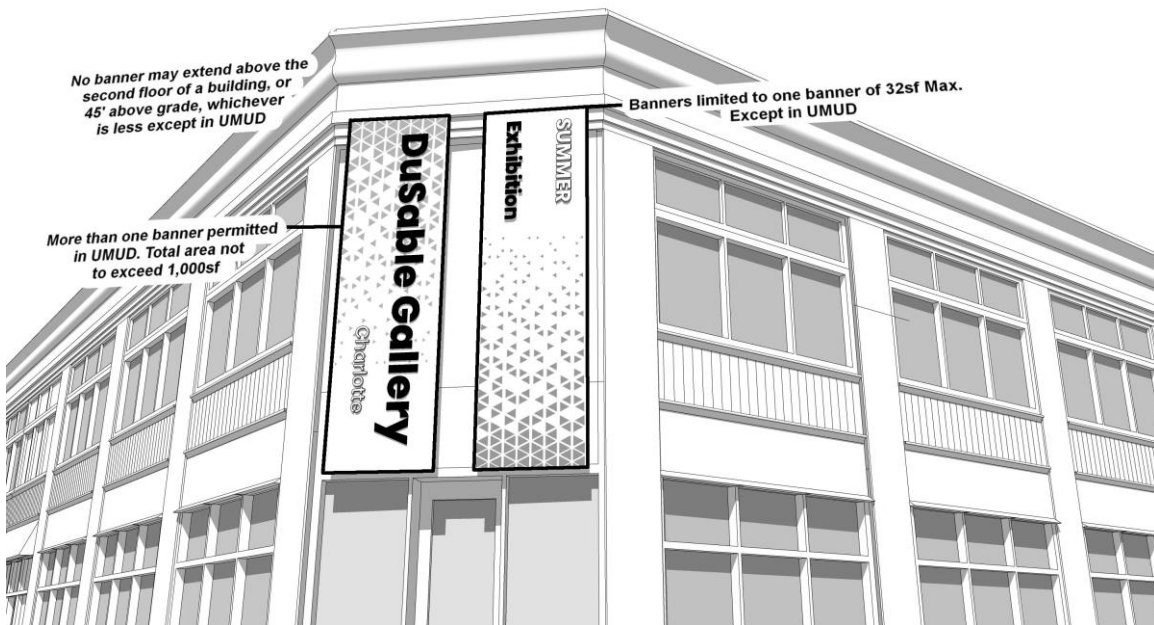 No banner may extend above the
second floor of a building, or
45' above grade, whichever
is less except in UMUD
Banners limited to one banner of 32sf Max.
Except in UMUD
More than one banner permitted
in UMUD. Total area not
to exceed 1,000sf
DuSable Gallery
Charlotte
SUMMER
Exhibition